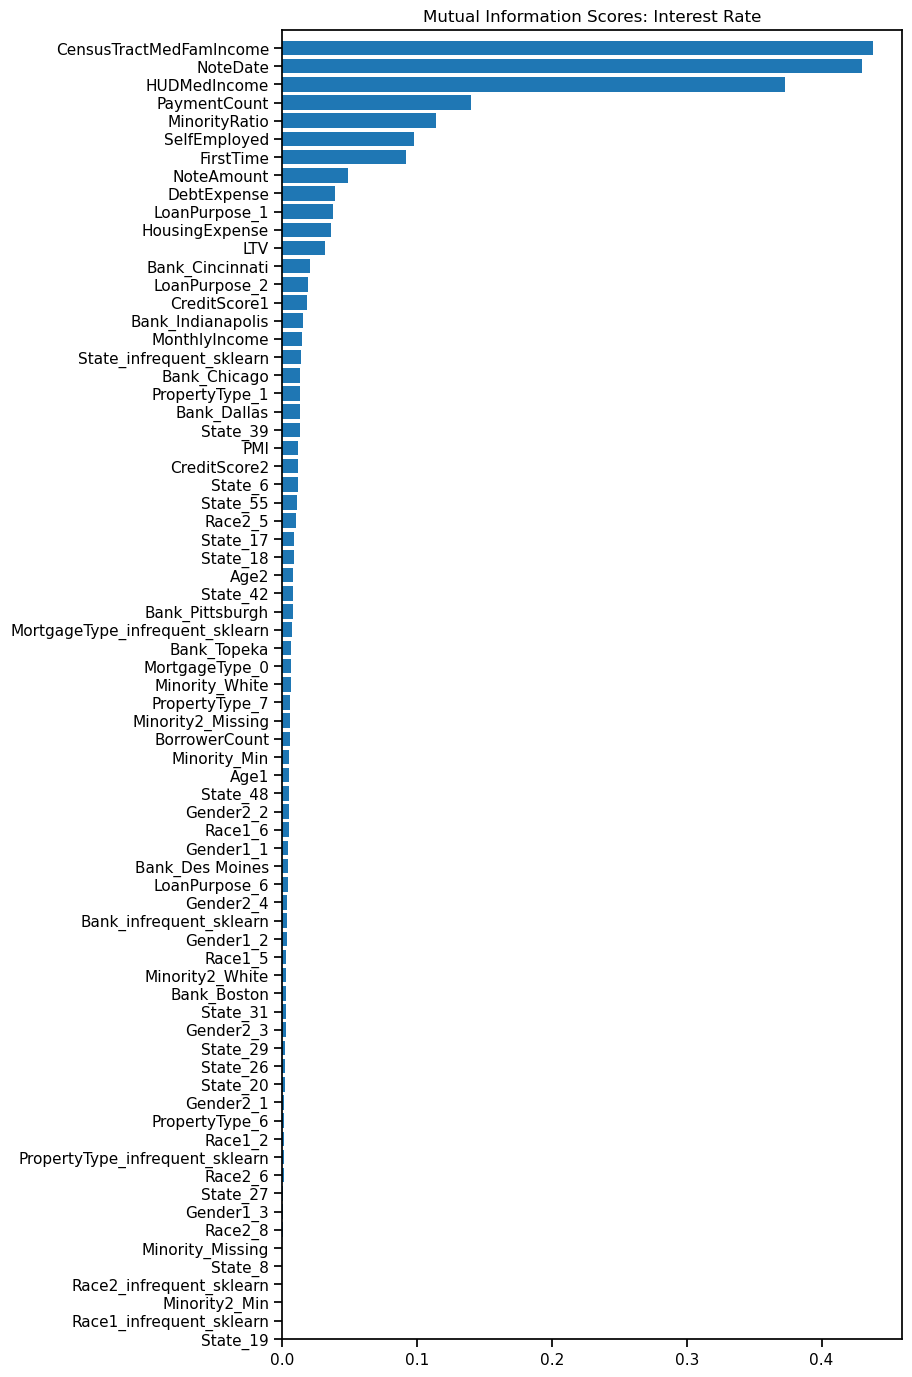 Mutual Information Scores: Interest Rate
CensusTractMedFamIncome
NoteDate
HUDMedIncome
PaymentCount
MinorityRatio
SelfEmployed
FirstTime
NoteAmount
DebtExpense
LoanPurpose_1
HousingExpense
LTV
Bank_Cincinnati
LoanPurpose_2
CreditScore1
Bank_Indianapolis
MonthlyIncome
State_infrequent_sklearn
Bank_Chicago
PropertyType_1
Bank_Dallas
State_39
PMI
CreditScore2
State_6
State_55
Race2_5
State_17
State_18
Age2
State_42
Bank_Pittsburgh
MortgageType_infrequent_sklearn
Bank_Topeka
MortgageType_0
Minority_White
PropertyType_7
Minority2_Missing
BorrowerCount
Minority_Min
Age1
State_48
Gender2_2
Race1_6
Gender1_1
Bank_Des Moines
LoanPurpose_6
Gender2_4
Bank_infrequent_sklearn
Gender1_2
Race1_5
Minority2_White
Bank_Boston
State_31
Gender2_3
State_29
State_26
State_20
Gender2_1
PropertyType_6
Race1_2
PropertyType_infrequent_sklearn
Race2_6
State_27
Gender1_3
Race2_8
Minority_Missing
State_8
Race2_infrequent_sklearn
Minority2_Min
Race1_infrequent_sklearn
State_19
0.0 0.1 0.2 0.3 0.4